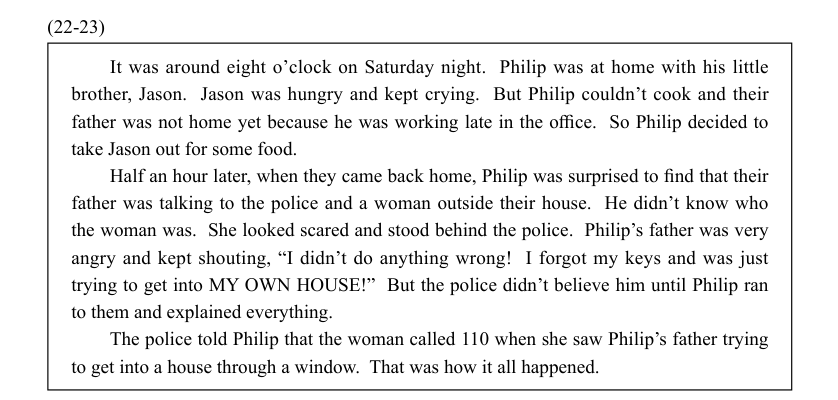 (22-23)
It was around eight o’clock on Saturday night. Philip was at home with his little
brother, Jason. Jason was hungry and kept crying. But Philip couldn’t cook and their
father was not home yet because he was working late in the office. So Philip decided to
take Jason out for some food.
Half an hour later, when they came back home, Philip was surprised to find that their
father was talking to the police and a woman outside their house. He didn’t know who
the woman was. She looked scared and stood behind the police. Philip’s father was very
angry and kept shouting, “I didn’t do anything wrong! I forgot my keys and was just
trying to get into MY OWN HOUSE!” But the police didn’t believe him until Philip ran
to them and explained everything.
The police told Philip that the woman called 110 when she saw Philip’s father trying
to get into a house through a window. That was how it all happened.